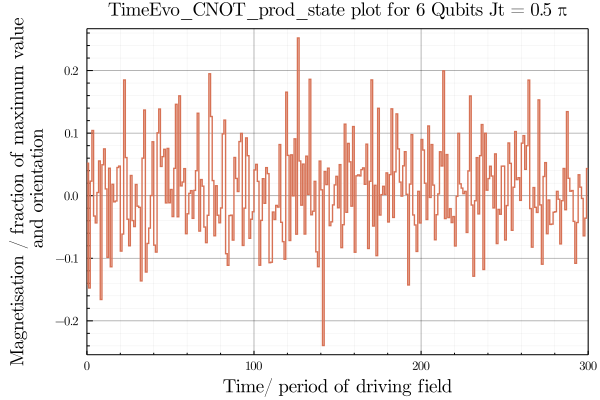 TimeEvo_CNOT_prod_state plot for 6 Qubits Jt = 0.5 π
Magnetisation / fraction of maximum value
and orientation
0.2
0.1
0.0
−0.1
−0.2
0
100
200
300
Time/ period of driving field